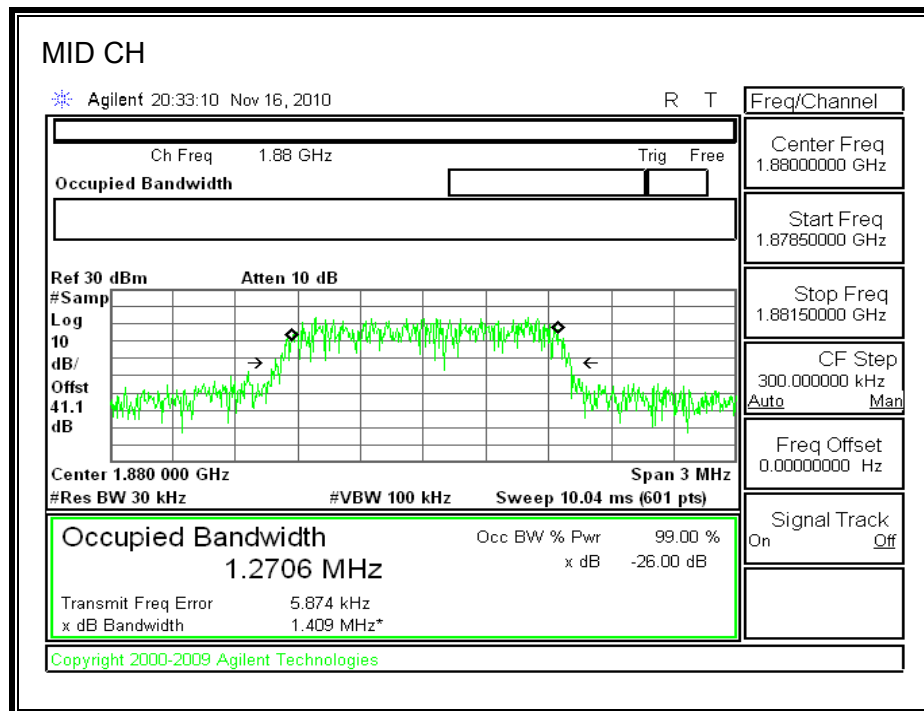 MID CH
Agilent 20:33:10 Nov 16, 2010 R T
Freq/Channel
Ch Freq 1.88 GHz Trig Free
Occupied Bandwidth
Center Freq
1.88000000 GHz
Start Freq
1.87850000 GHz
Stop Freq
1.88150000 GHz
CF Step
300.000000 kHz
Auto Man
Freq Offset
0.00000000 Hz
Signal Track
On Off
Ref 30 dBm Atten 10 dB
#Samp
Log
10
dB/
Offst
41.1
dB
Center 1.880 000 GHz Span 3 MHz
#Res BW 30 kHz #VBW 100 kHz Sweep 10.04 ms (601 pts)
Occupied Bandwidth
1.2706 MHz
Occ BW % Pwr 99.00 %
x dB -26.00 dB
Transmit Freq Error 5.874 kHz
x dB Bandwidth 1.409 MHz*
Copyright 2000-2009 Agilent Technologies